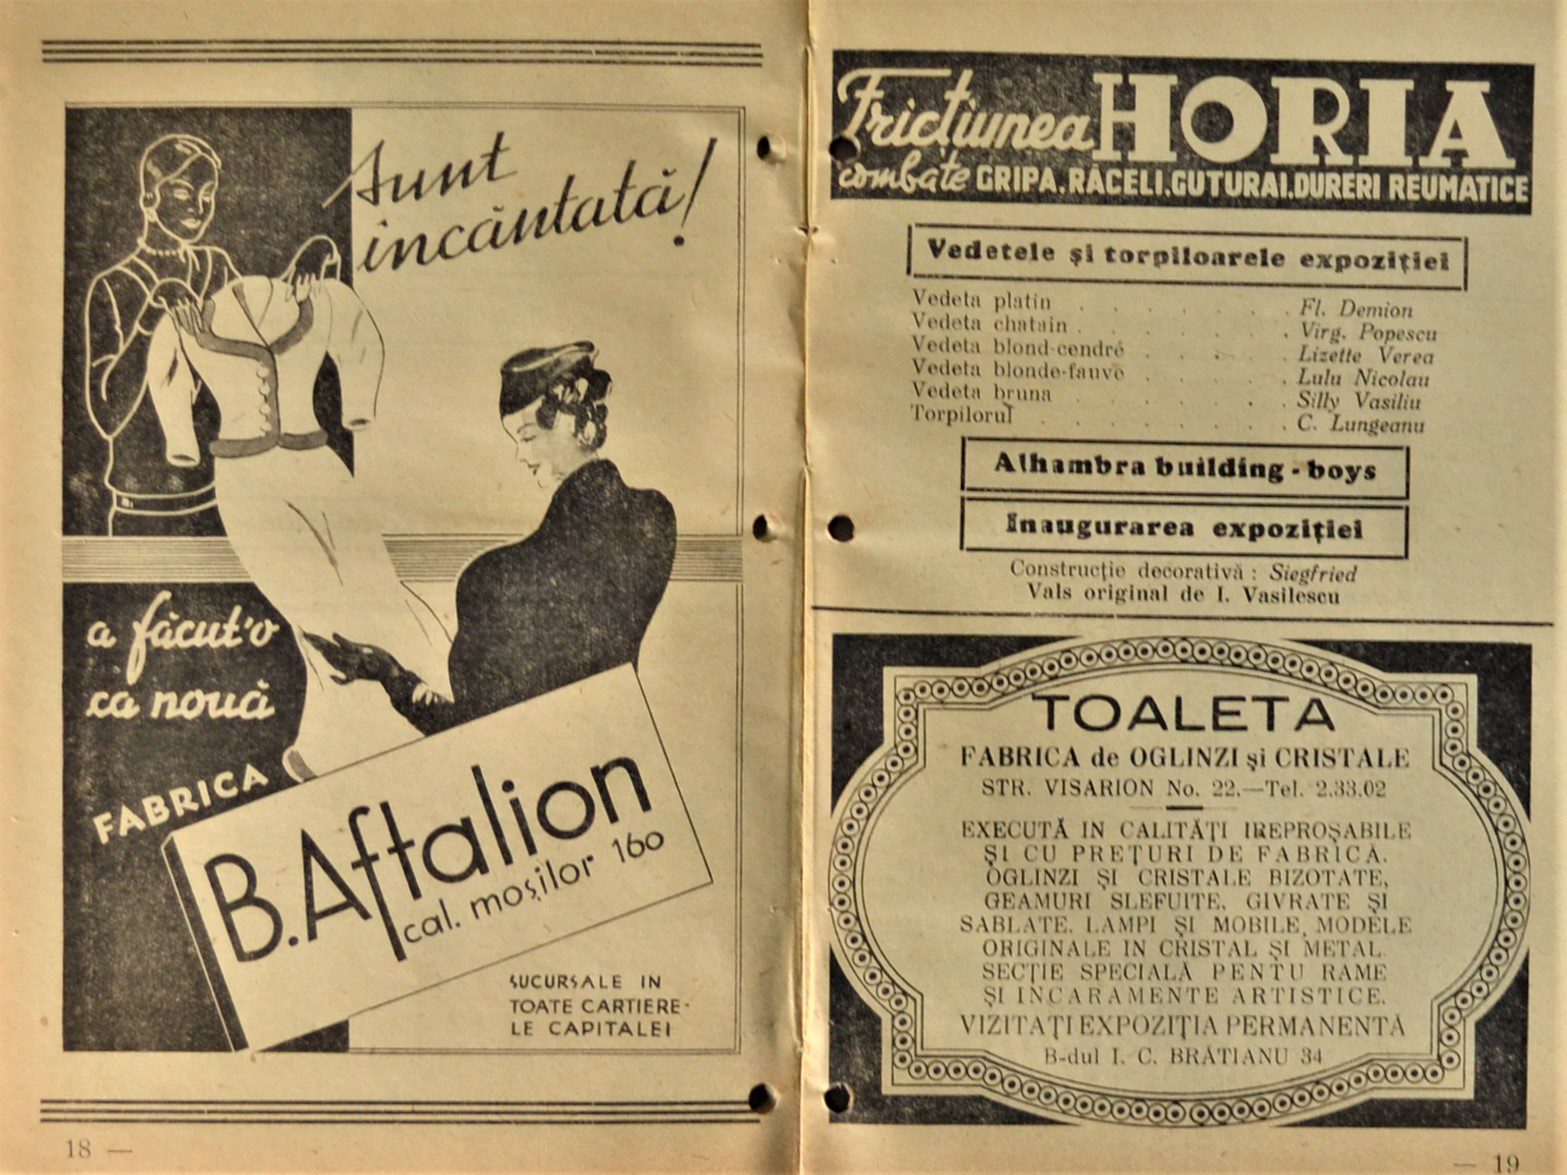 Sunt
încântată!
a făcut'o
ca nouă
FABRICA
B. Aftalion
cal. moșilor 160
SUCURSALE IN
TOATE CARTIERE-
LE CAPITALEI
18 —
Fricțiunea HORIA
combate GRIPA.RĂCELI.GUTURAI.DURERI REUMATICE
Vedetele și torpiloarele expoziției
Vedeta platin . . . . . . . Fl. Demion
Vedeta chatain . . . . . . . Virg. Popescu
Vedeta blond-cendré . . . . . Lizette Verea
Vedeta blonde-fauve . . . . . Lulu Nicolau
Vedeta bruna . . . . . . . Silly Vasiliu
Torpilorul . . . . . . . . C. Lungeanu
Alhambra building - boys
Inaugurarea expoziției
Construcție decorativă : Siegfried
Vals original de I. Vasilescu
TOALETA
FABRICA de OGLINZI și CRISTALE
STR. VISARION No. 22.—Tel. 2.33.02
EXECUTĂ IN CALITĂȚI IREPROȘABILE
ȘI CU PREȚURI DE FABRICĂ.
OGLINZI ȘI CRISTALE BIZOTATE,
GEAMURI SLEFUITE, GIVRATE ȘI
SABLATE. LAMPI ȘI MOBILE, MODELE
ORIGINALE IN CRISTAL ȘI METAL
SECȚIE SPECIALĂ PENTU RAME
ȘI INCARAMENTE ARTISTICE.
VIZITAȚI EXPOZIȚIA PERMANENTĂ
B-dul I. C. BRĂTIANU 34
— 19